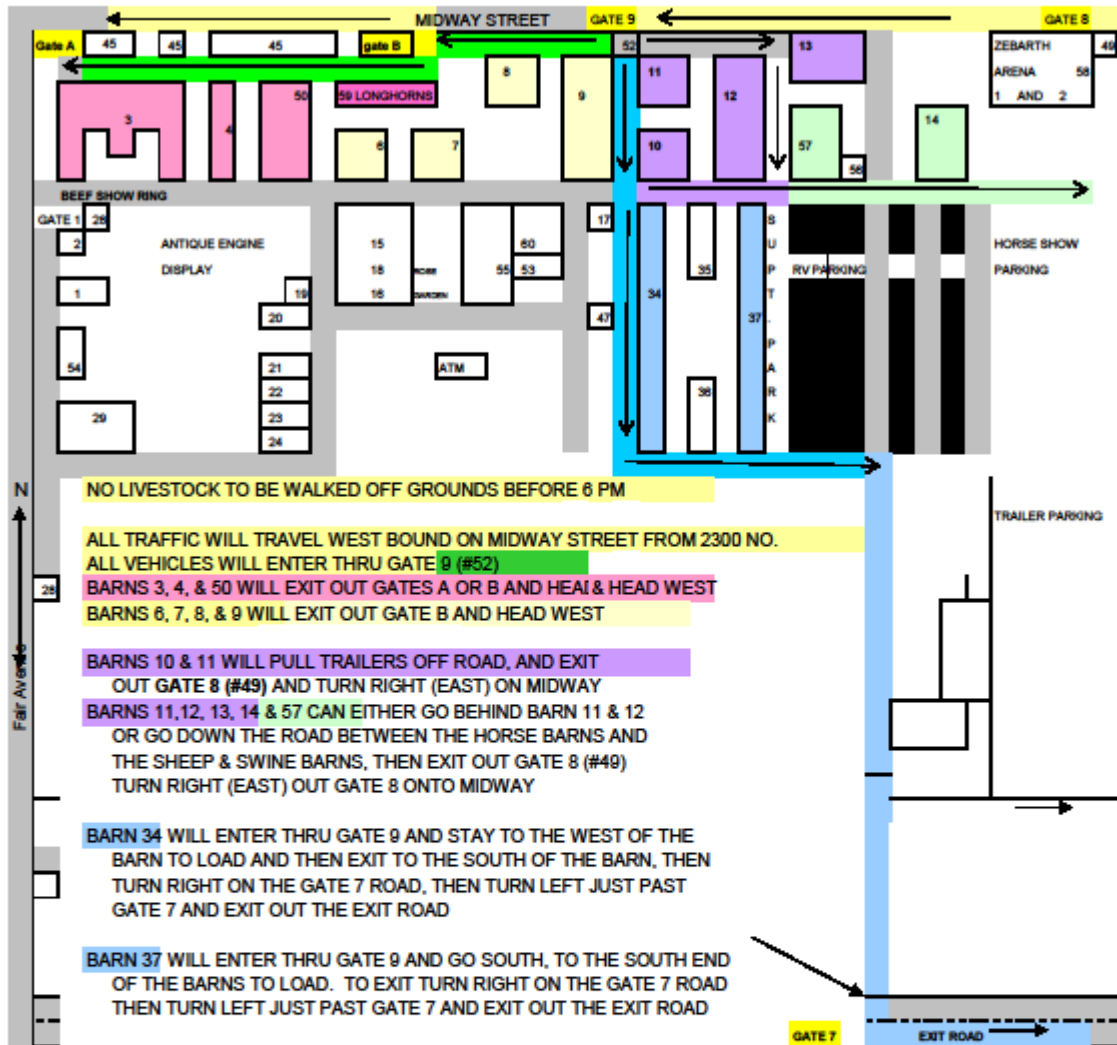 MIDWAY STREET GATE 9 GATE 8
Gate A 45 45 45 gate B 52 13 ZEBARTH 49
8 11 ARENA 58
50 59 LONGHORNS 9 12 1 AND 2
3 4 6 7 10 57 14
56
BEEF SHOW RING
GATE 1 28 17 S
2 ANTIQUE ENGINE 15 60 U HORSE SHOW
DISPLAY 18 ROSE 55 53 35 P RV PARKING PARKING
1 19 16 GARDEN 34 P 37
20 47 T
.
54 21 ATM P
22 36 A
29 23 R
24 K
N NO LIVESTOCK TO BE WALKED OFF GROUNDS BEFORE 6 PM
TRAILER PARKING
ALL TRAFFIC WILL TRAVEL WEST BOUND ON MIDWAY STREET FROM 2300 NO.
ALL VEHICLES WILL ENTER THRU GATE 9 (#52)
28 BARNS 3, 4, & 50 WILL EXIT OUT GATES A OR B AND HEAI & HEAD WEST
BARNS 6, 7, 8, & 9 WILL EXIT OUT GATE B AND HEAD WEST
BARNS 10 & 11 WILL PULL TRAILERS OFF ROAD, AND EXIT
OUT GATE 8 (#49) AND TURN RIGHT (EAST) ON MIDWAY
Fair Avenue
BARNS 11,12, 13, 14 & 57 CAN EITHER GO BEHIND BARN 11 & 12
OR GO DOWN THE ROAD BETWEEN THE HORSE BARNS AND
THE SHEEP & SWINE BARNS, THEN EXIT OUT GATE 8 (#49)
TURN RIGHT (EAST) OUT GATE 8 ONTO MIDWAY
BARN 34 WILL ENTER THRU GATE 9 AND STAY TO THE WEST OF THE
BARN TO LOAD AND THEN EXIT TO THE SOUTH OF THE BARN, THEN
TURN RIGHT ON THE GATE 7 ROAD, THEN TURN LEFT JUST PAST
GATE 7 AND EXIT OUT THE EXIT ROAD
BARN 37 WILL ENTER THRU GATE 9 AND GO SOUTH, TO THE SOUTH END
OF THE BARNS TO LOAD. TO EXIT TURN RIGHT ON THE GATE 7 ROAD
THEN TURN LEFT JUST PAST GATE 7 AND EXIT OUT THE EXIT ROAD
GATE 7 EXIT ROAD